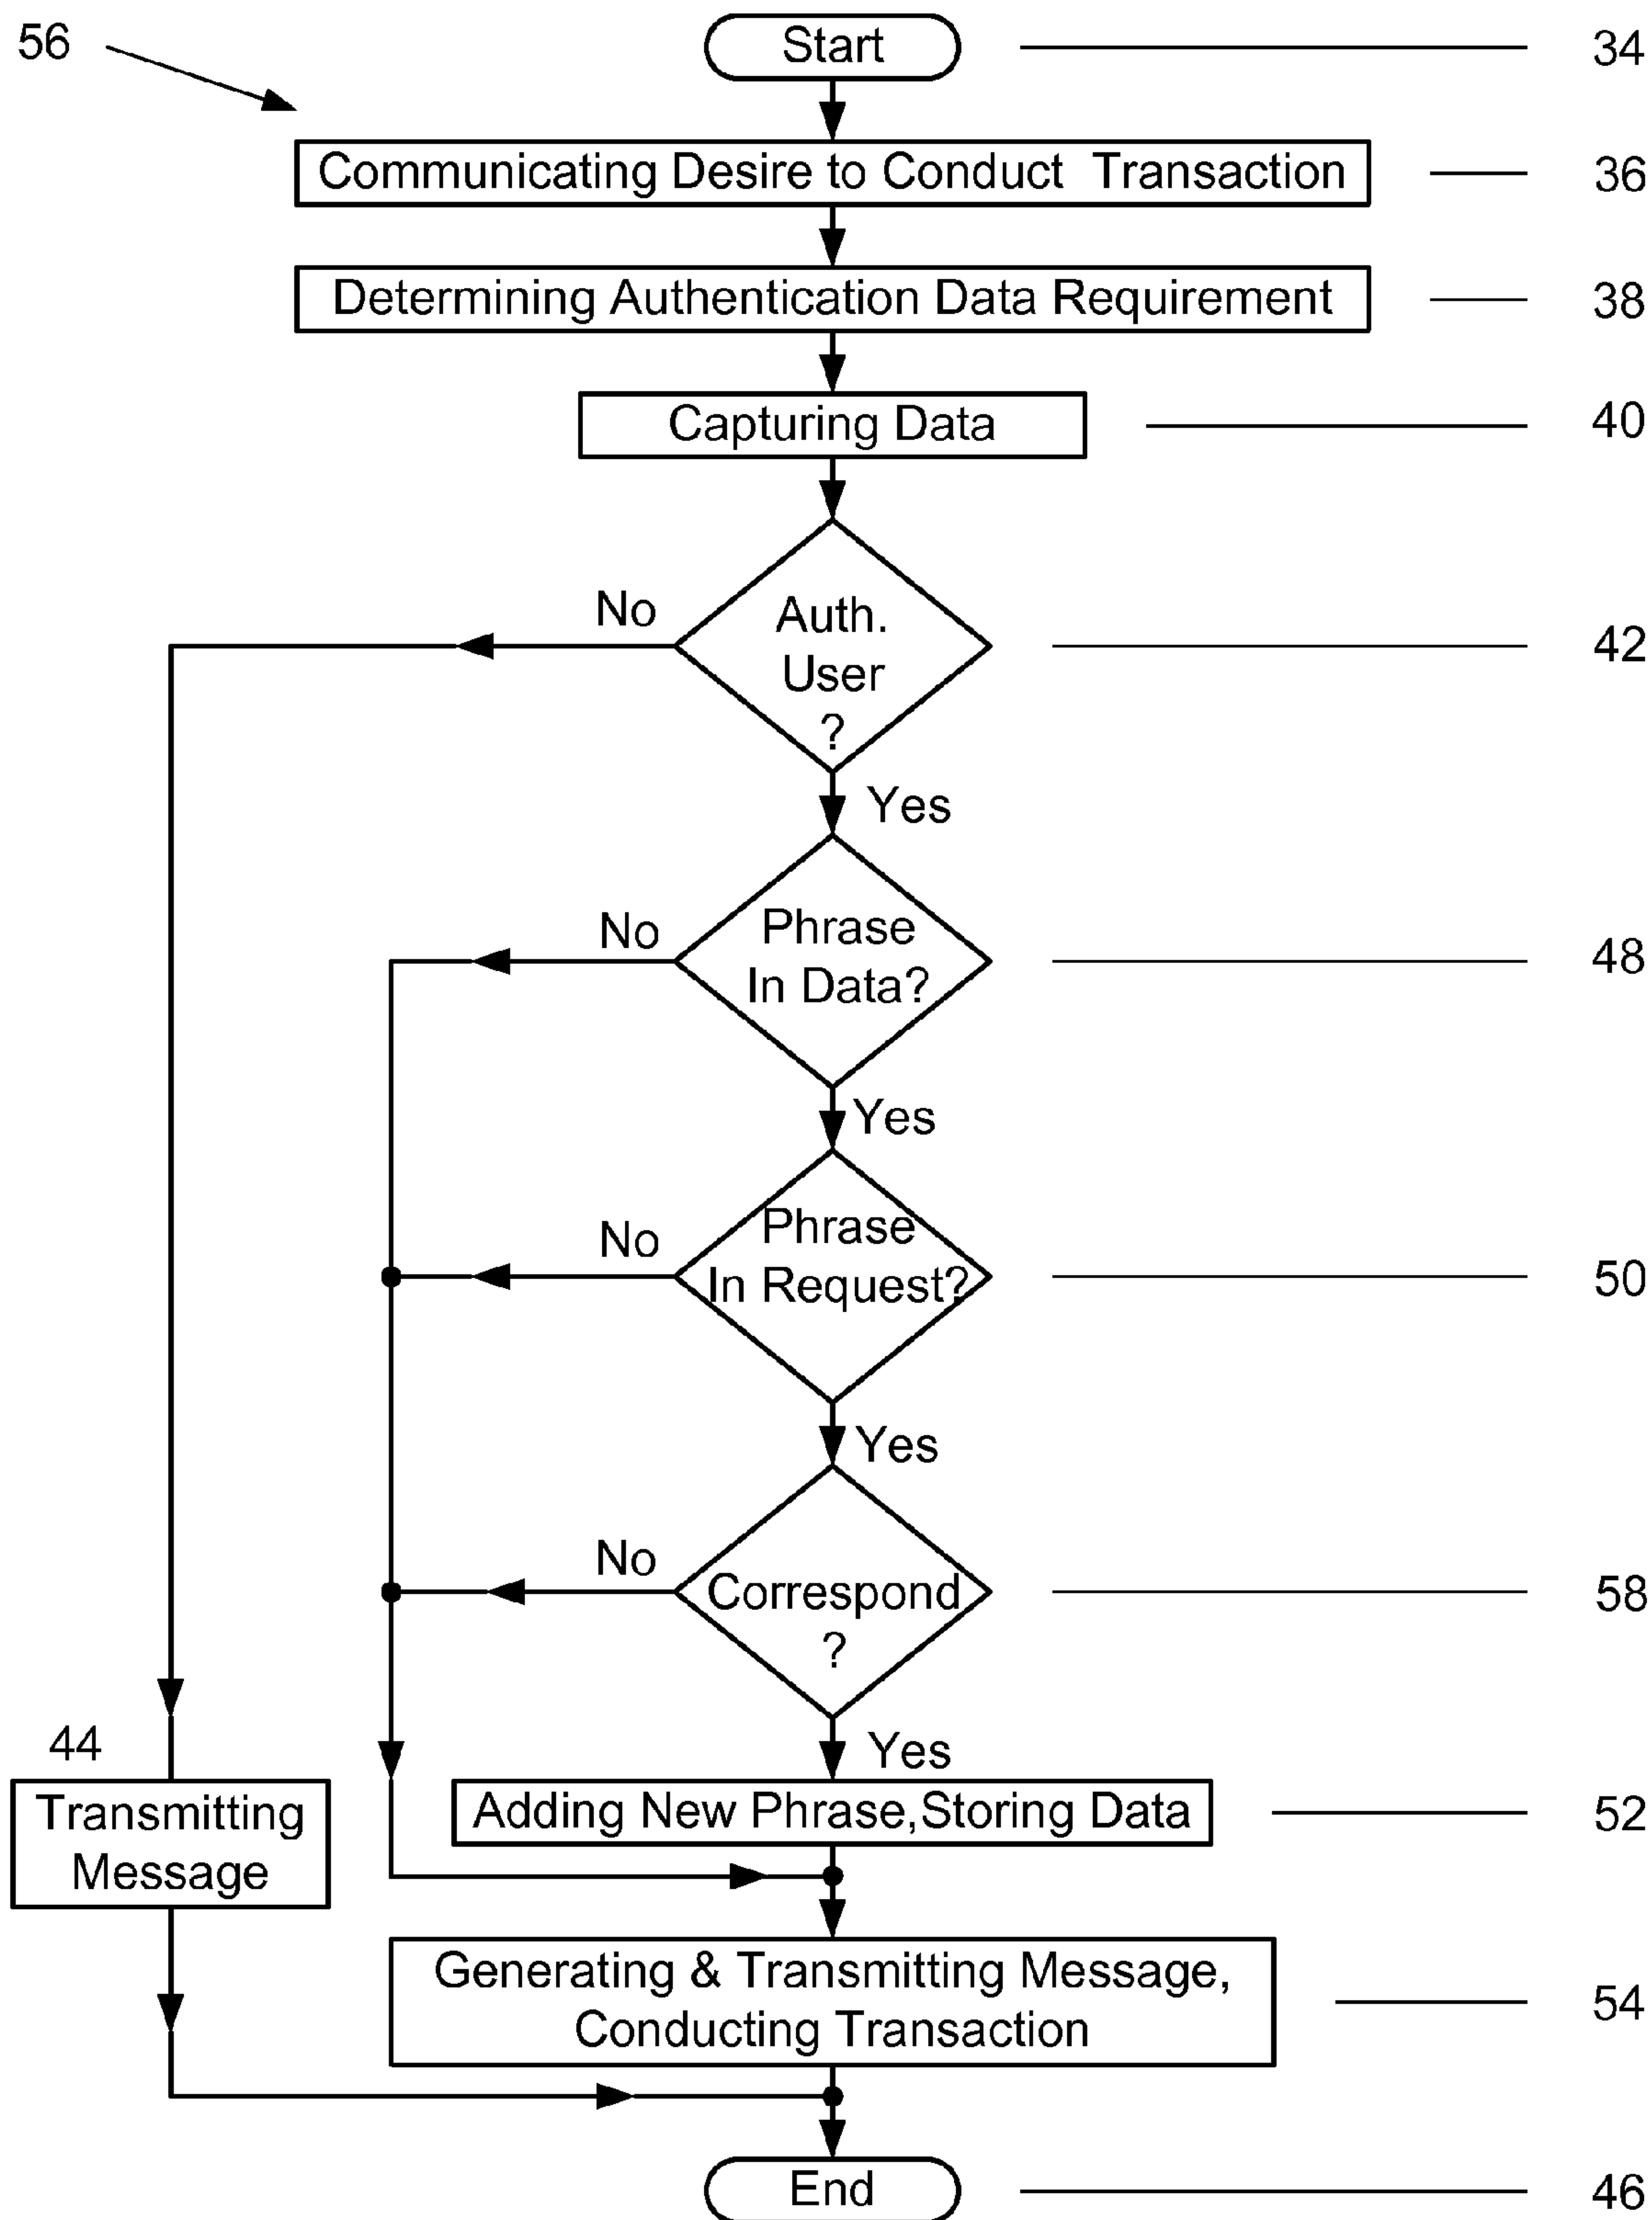 56
Start
34
Communicating Desire to Conduct Transaction
36
Determining Authentication Data Requirement
38
Capturing Data
40
No
Auth.
User
?
42
Yes
No
Phrase
In Data?
48
Yes
No
Phrase
In Request?
50
Yes
No
Correspond
?
58
Yes
44
Transmitting
Message
Adding New Phrase,Storing Data
52
Generating & Transmitting Message,
Conducting Transaction
54
End
46